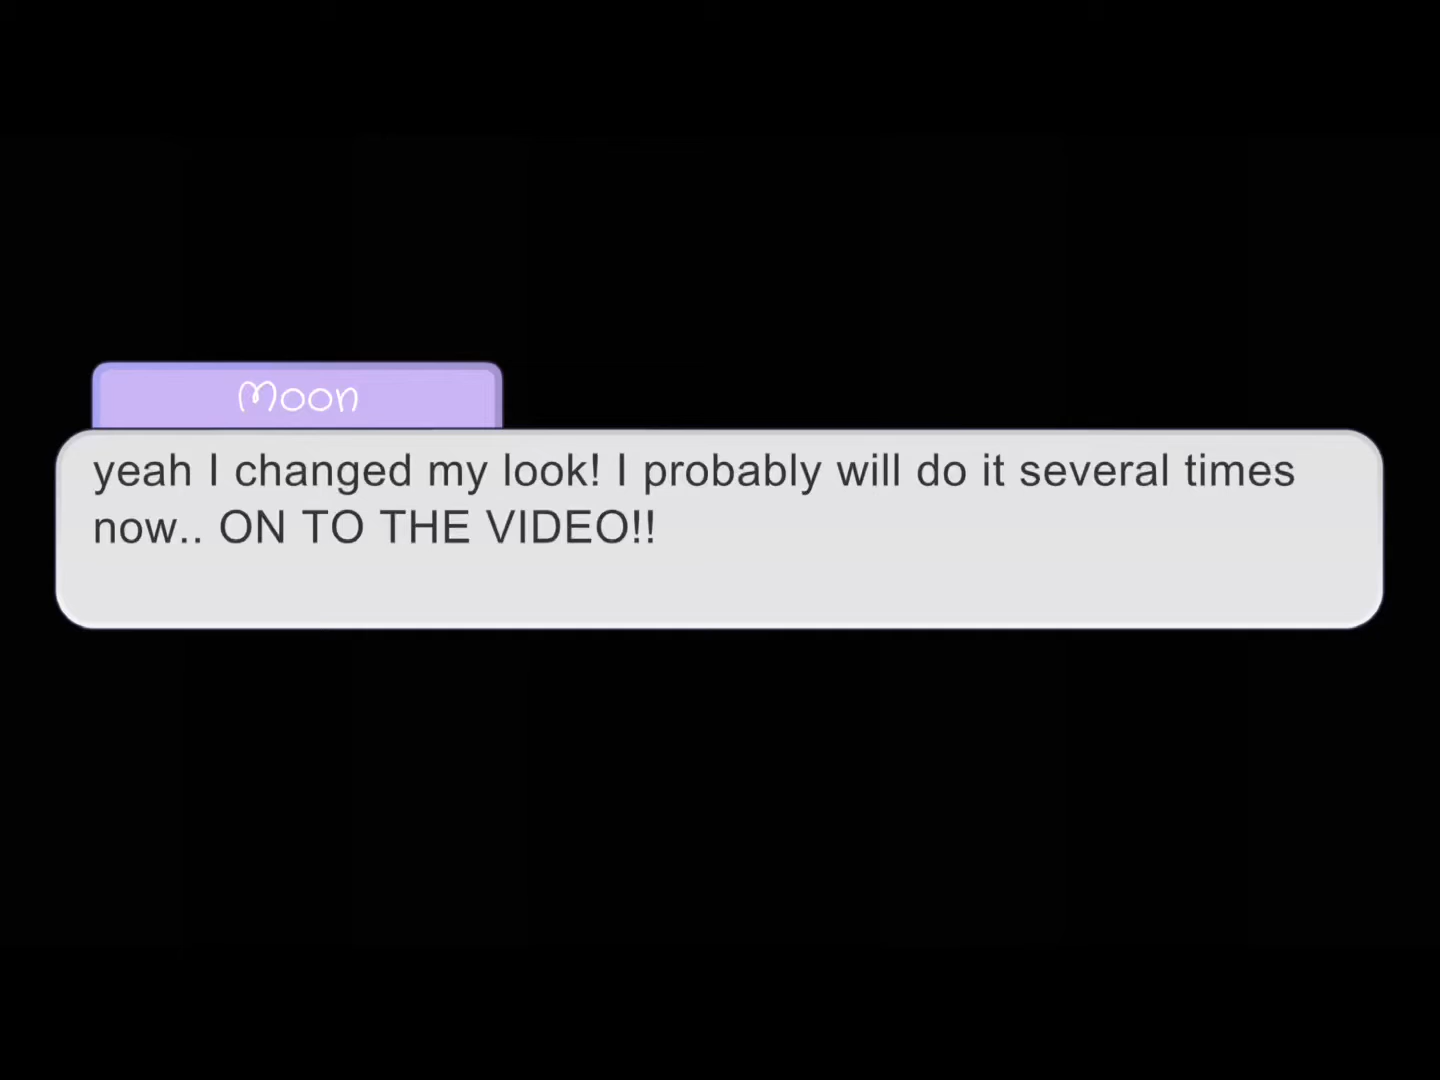 Moon
yeah I changed my look! I probably will do it several times
now.. ON TO THE VIDEO!!